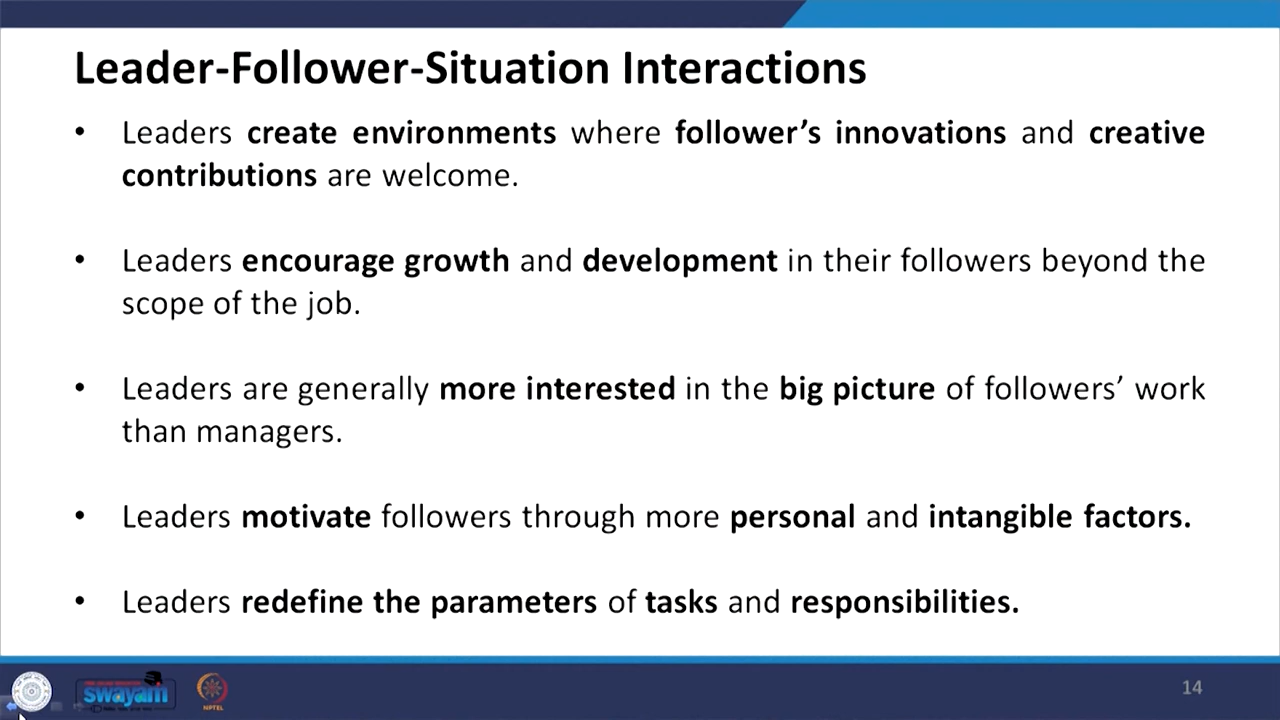 Leader-Follower-Situation Interactions
• Leaders create environments where follower's innovations and creative
contributions are welcome.
• Leaders encourage growth and development in their followers beyond the
scope of the job.
• Leaders are generally more interested in the big picture of followers' work
than managers.
• Leaders motivate followers through more personal and intangible factors.
• Leaders redefine the parameters of tasks and responsibilities.
swayam
NPTEL
14